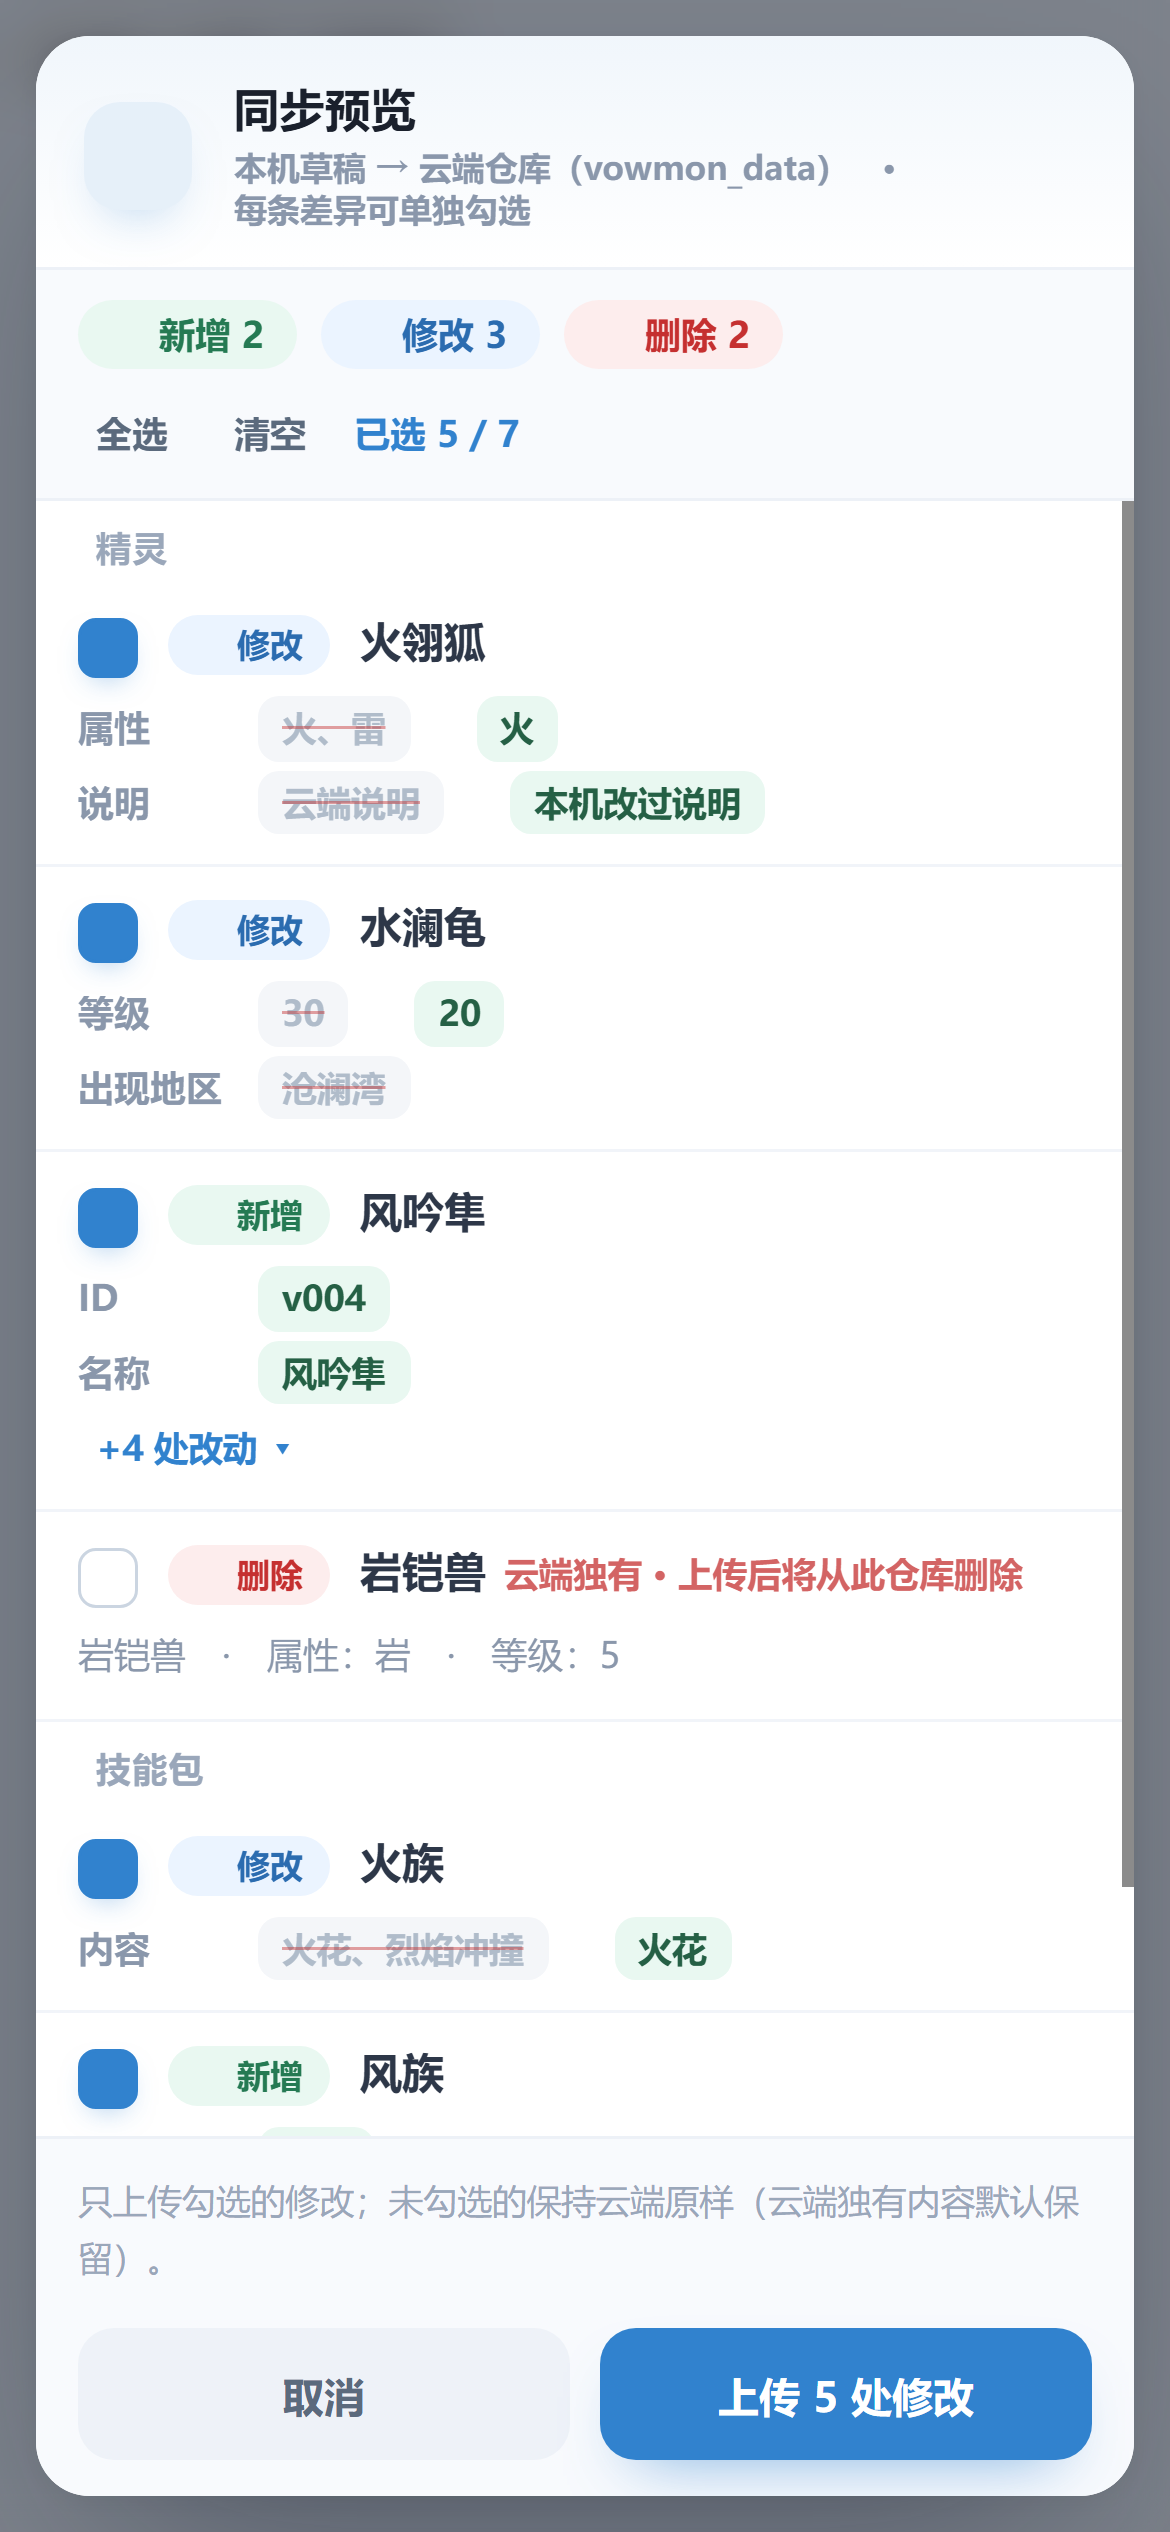 同步预览
本机草稿 → 云端仓库（vowmon_data） •
每条差异可单独勾选
新增 2 修改 3 删除 2
全选 清空 已选 5 / 7
精灵
修改 火翎狐
属性 火、雷 火
说明 云端说明 本机改过说明
修改 水澜龟
等级 30 20
出现地区 沧澜湾
新增 风吟隼
ID v004
名称 风吟隼
+4 处改动 ▾
删除 岩铠兽 云端独有 • 上传后将从此仓库删除
岩铠兽 · 属性：岩 · 等级：5
技能包
修改 火族
内容 火花、烈焰冲撞 火花
新增 风族
只上传勾选的修改；未勾选的保持云端原样（云端独有内容默认保
留）。
取消 上传 5 处修改